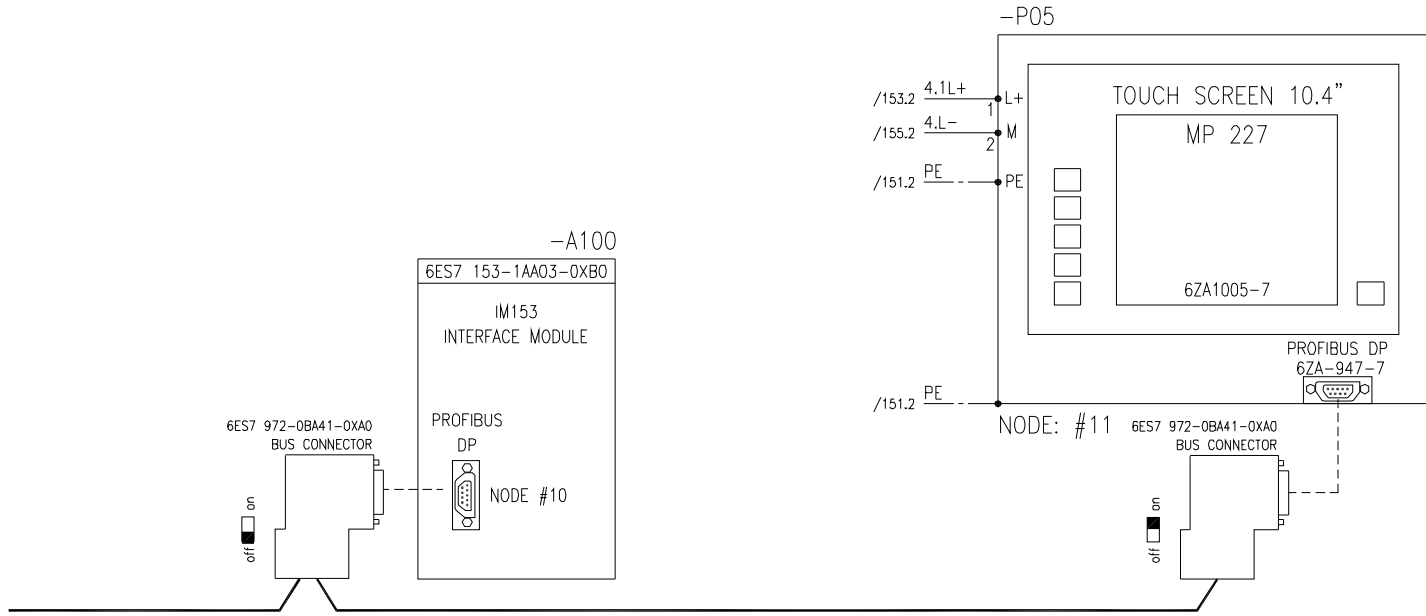 -P05
/153.2 4.1L+ 1 L+
/155.2 4.L- 2 M
/151.2 PE PE
TOUCH SCREEN 10.4"
MP 227
6ZA1005-7
PROFIBUS DP
6ZA-947-7
/151.2 PE
NODE: #11
-A100
6ES7 153-1AA03-0XB0
IM153
INTERFACE MODULE
PROFIBUS
DP
NODE #10
6ES7 972-0BA41-0XA0
BUS CONNECTOR
on
off
6ES7 972-0BA41-0XA0
BUS CONNECTOR
on
off